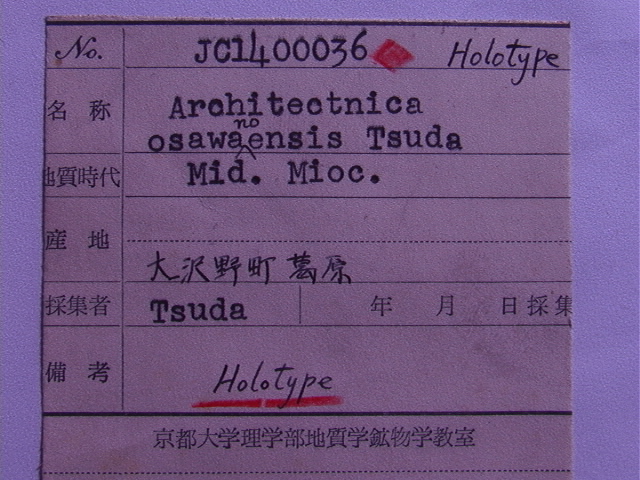 No. JC1400036 Holotype
名称 Architectnica
no
osawaensis Tsuda
地質時代 Mid. Mioc.
産地
大沢野町 葛原
採集者 Tsuda 年 月 日採集
備考 Holotype
京都大学理学部地質学鉱物学教室